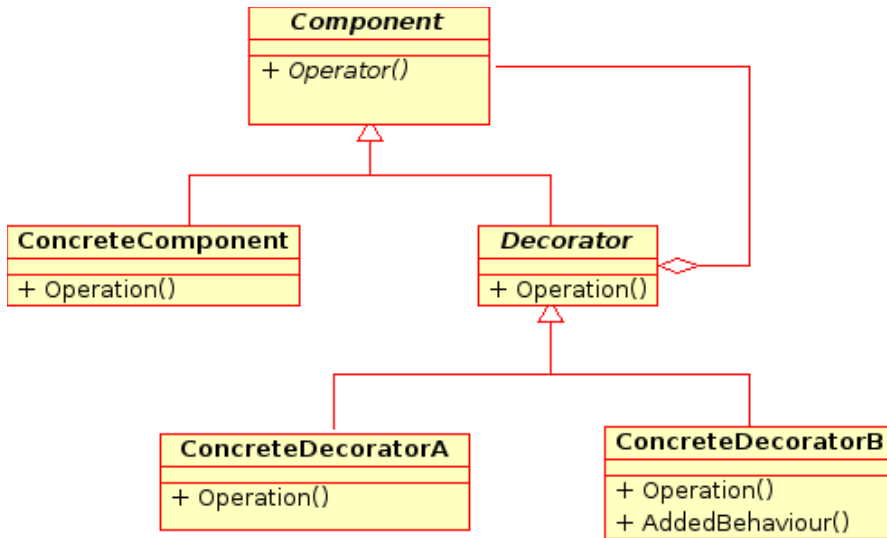 Component
+ Operator()
ConcreteComponent
+ Operation()
Decorator
+ Operation()
ConcreteDecoratorA
+ Operation()
ConcreteDecoratorB
+ Operation()
+ AddedBehaviour()